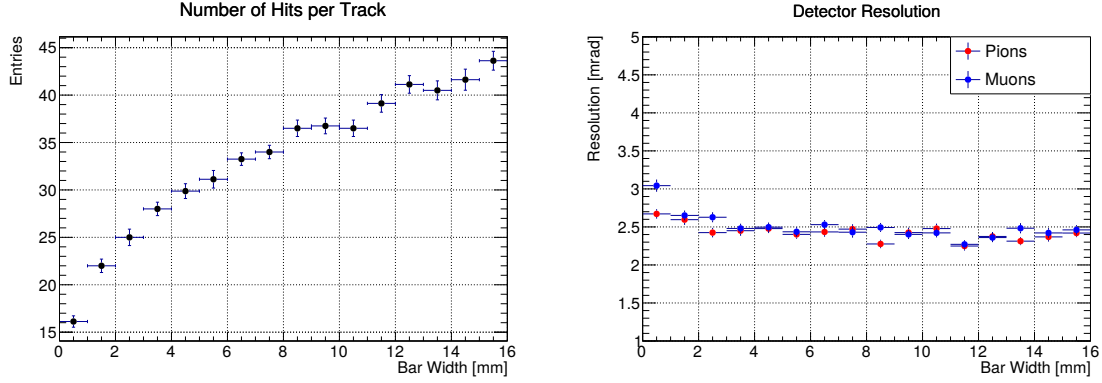 Number of Hits per Track
Entries
45
40
35
30
25
20
15
0 2 4 6 8 10 12 14 16
Bar Width [mm]
Detector Resolution
Resolution [mrad]
5
4.5
4
3.5
3
2.5
2
1.5
1
0 2 4 6 8 10 12 14 16
Bar Width [mm]
Pions
Muons